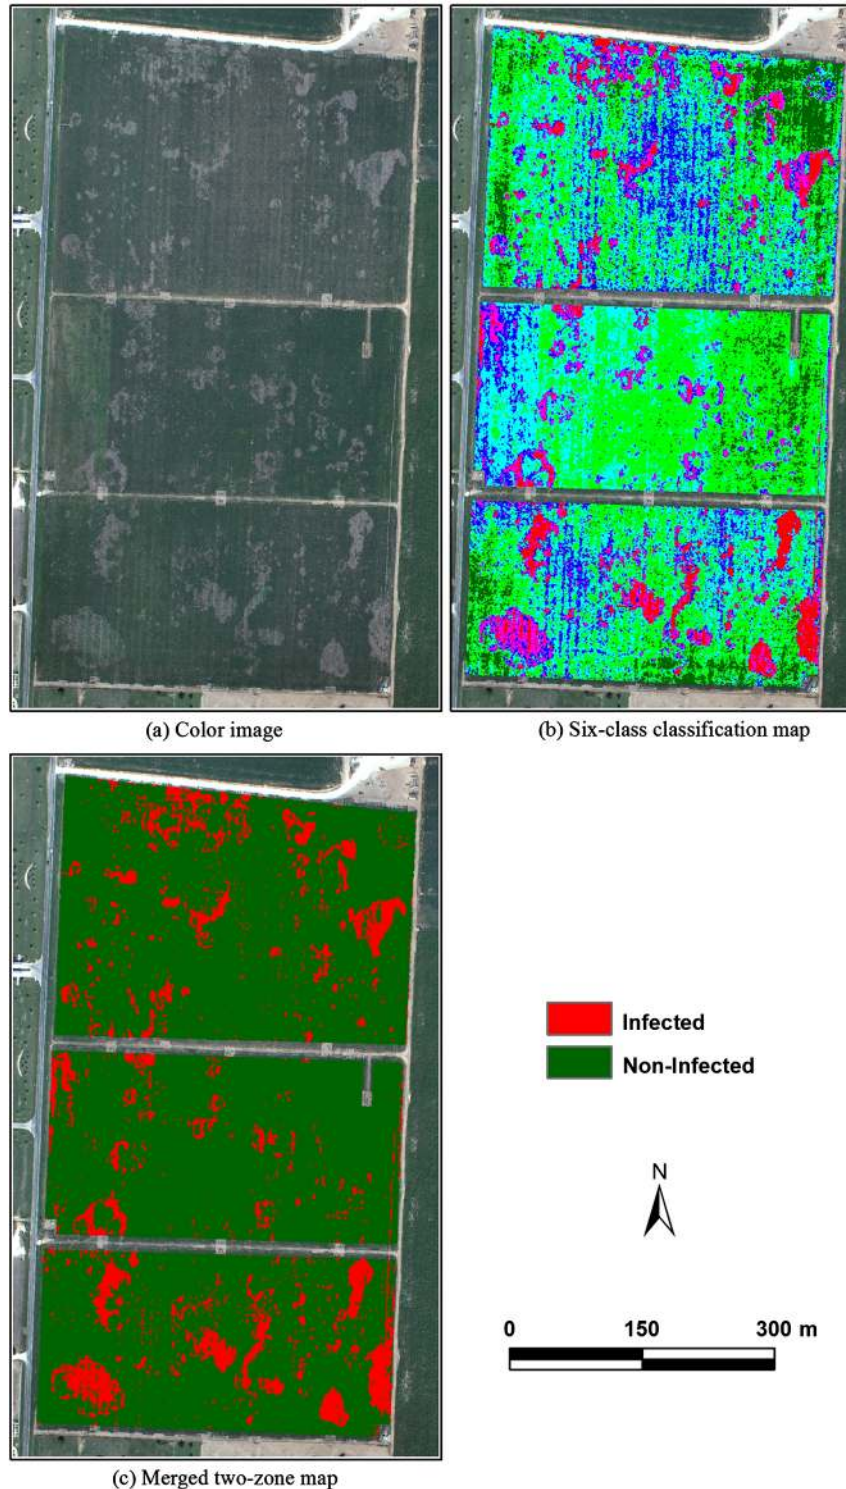 (a) Color image
(b) Six-class classification map
Infected
Non-Infected
N
0 150 300 m
(c) Merged two-zone map